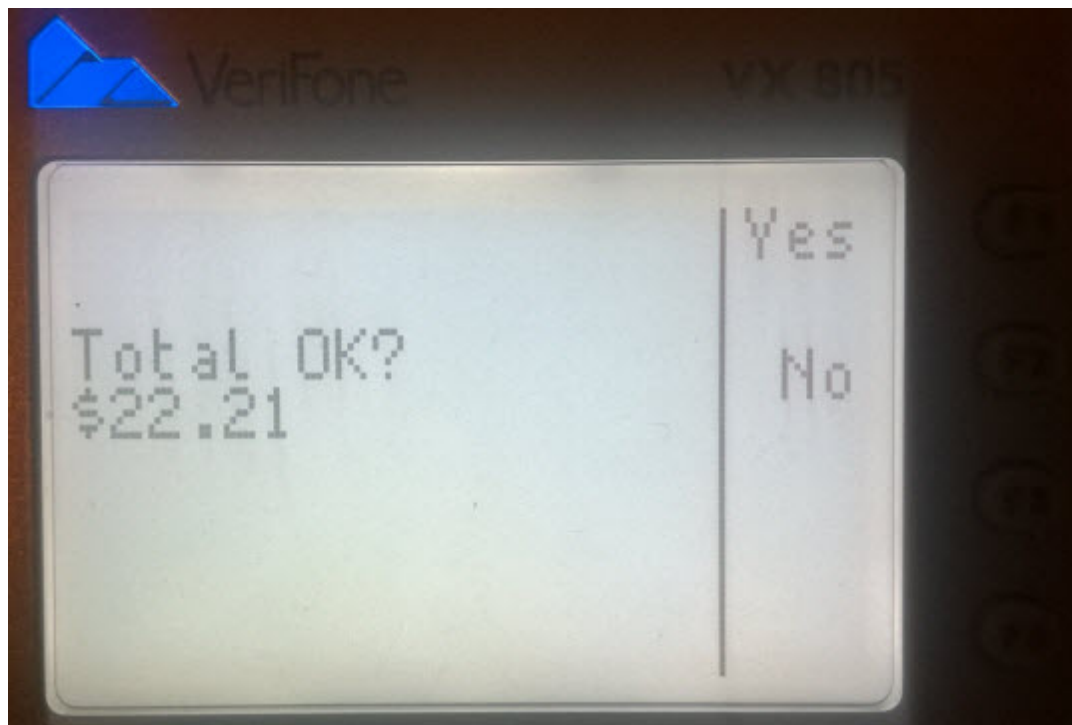 VeriFone VX 805
Yes
Total OK?
No
$22.21